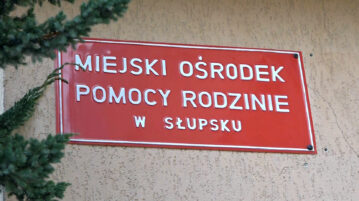 MIEJSKI OŚRODEK
POMOCY RODZINIE
W SŁUPSKU